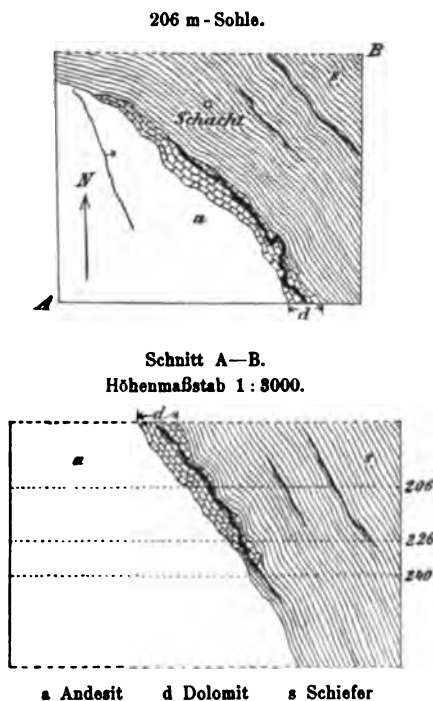 206 m-Sohle.
B
s
Schacht
N
a
A
d
Schnitt A—B.
Höhenmaßstab 1 : 3000.
d
a
s
206
226
240
a Andesit d Dolomit s Schiefer